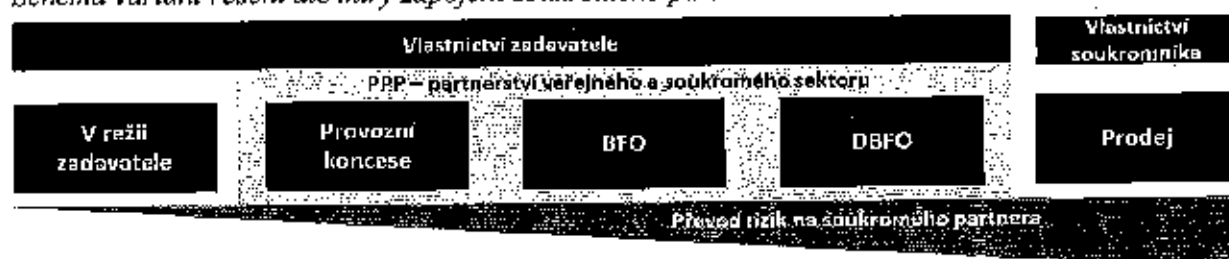 Vlastnictví zadavatele
Vlastnictví
soukromníka
PPP – partnerství veřejného a soukromého sektoru
V režii
zadavatele
Provozní
koncese
BFO
DBFO
Prodej
Převod rizik na soukromého partnera